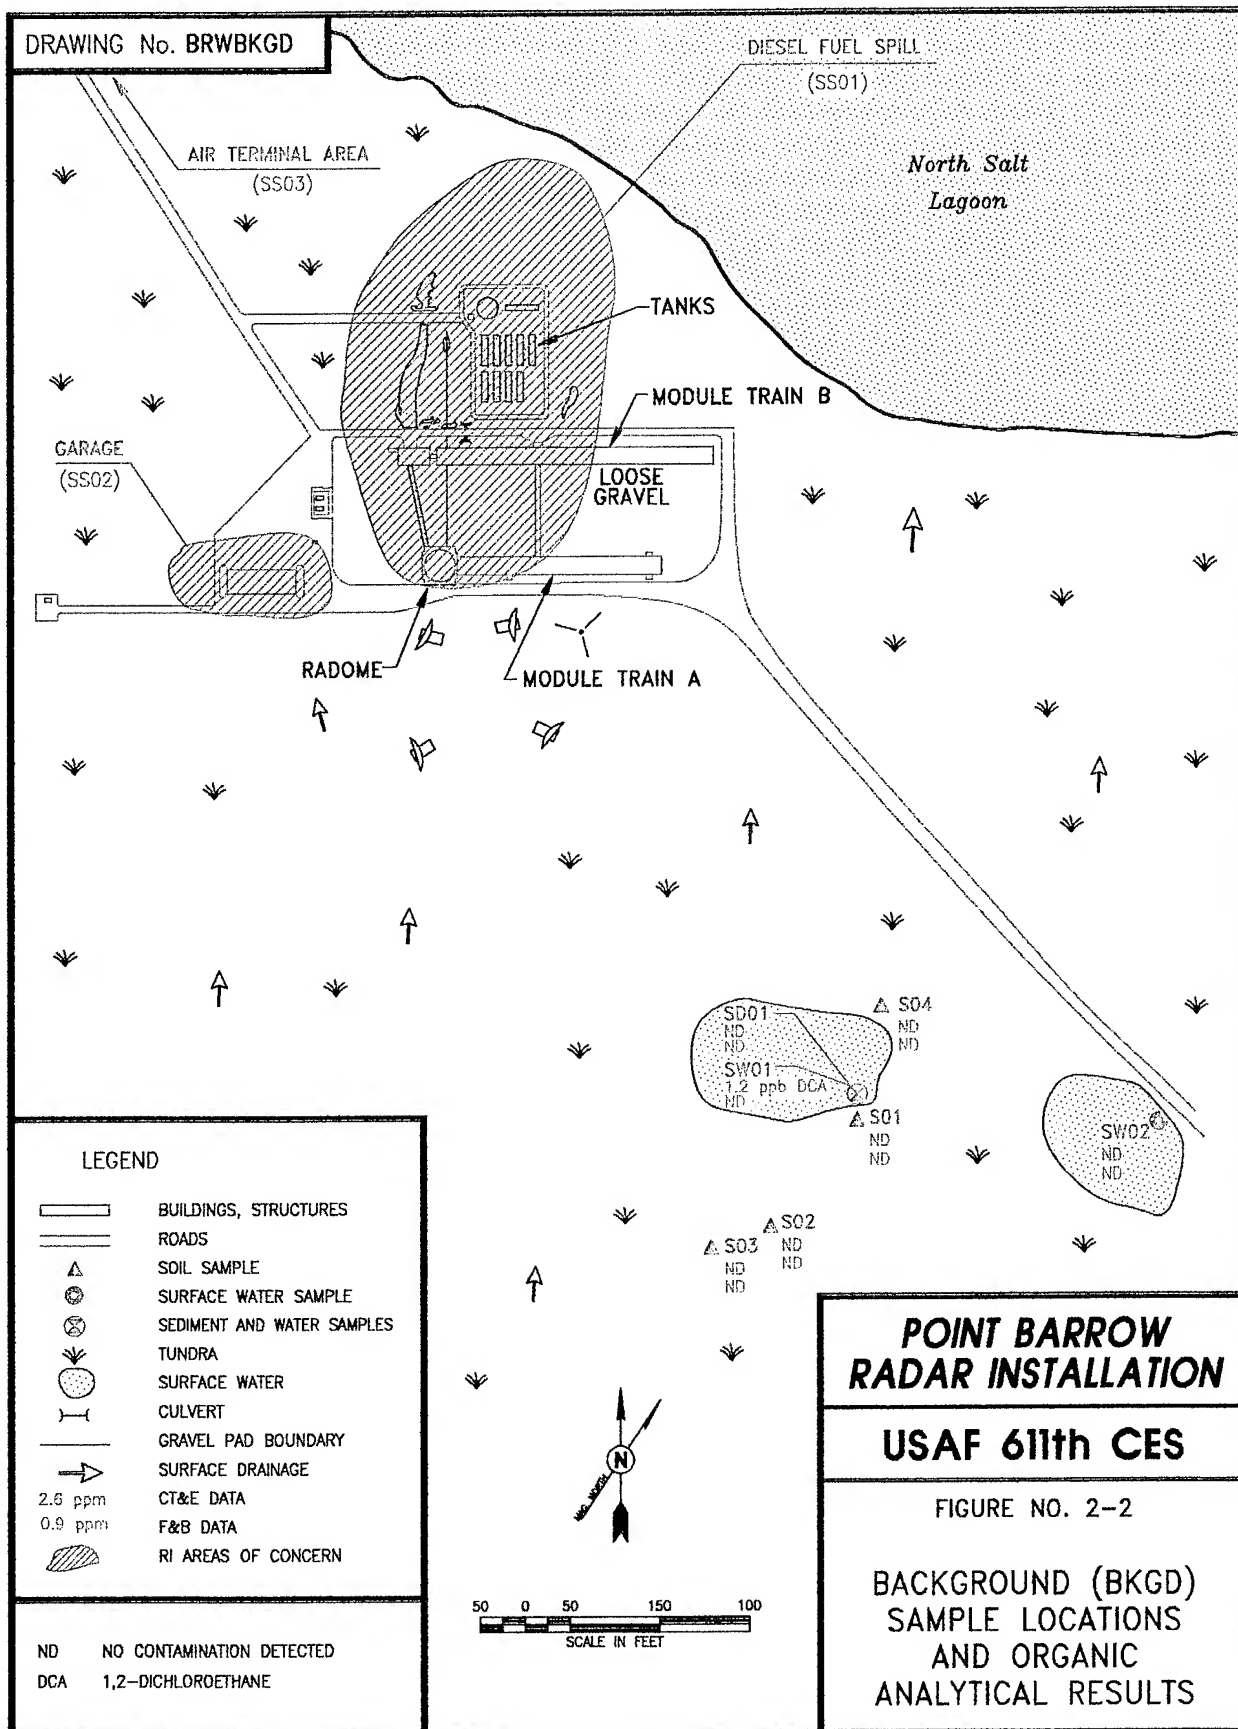 DRAWING No. BRWBKGD
DIESEL FUEL SPILL
(SS01)
AIR TERMINAL AREA
(SS03)
North Salt
Lagoon
TANKS
MODULE TRAIN B
GARAGE
(SS02)
LOOSE
GRAVEL
RADOME
MODULE TRAIN A
SD01
ND
ND
SW01
1.2 ppb DCA
ND
S04
ND
ND
S01
ND
ND
SW02
ND
ND
S02
ND
ND
S03
ND
ND
LEGEND
BUILDINGS, STRUCTURES
ROADS
SOIL SAMPLE
SURFACE WATER SAMPLE
SEDIMENT AND WATER SAMPLES
TUNDRA
SURFACE WATER
CULVERT
GRAVEL PAD BOUNDARY
SURFACE DRAINAGE
2.6 ppm CT&E DATA
0.9 ppm F&B DATA
RI AREAS OF CONCERN
ND NO CONTAMINATION DETECTED
DCA 1,2-DICHLOROETHANE
N
MAG. NORTH
50 0 50 150 100
SCALE IN FEET
POINT BARROW
RADAR INSTALLATION
USAF 611th CES
FIGURE NO. 2-2
BACKGROUND (BKGD)
SAMPLE LOCATIONS
AND ORGANIC
ANALYTICAL RESULTS